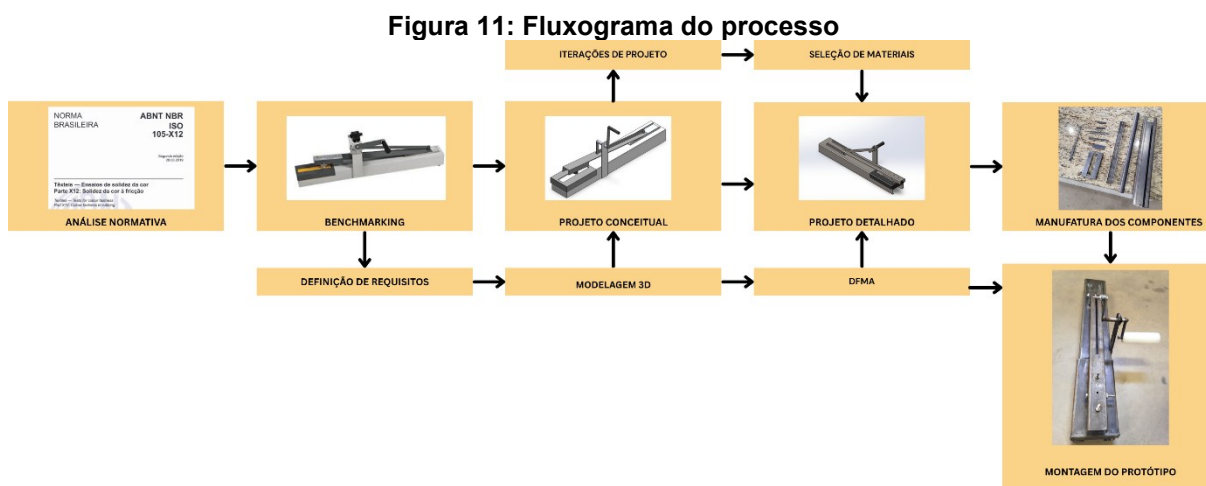 Figura 11: Fluxograma do processo
ITERAÇÕES DE PROJETO
SELEÇÃO DE MATERIAIS
NORMA
BRASILEIRA
ABNT NBR
ISO
105-X12
Têxteis — Ensaios de solidez da cor
Parte X12: Solidez da cor à fricção
ANÁLISE NORMATIVA
BENCHMARKING
PROJETO CONCEITUAL
PROJETO DETALHADO
MANUFATURA DOS COMPONENTES
DEFINIÇÃO DE REQUISITOS
MODELAGEM 3D
DFMA
MONTAGEM DO PROTÓTIPO